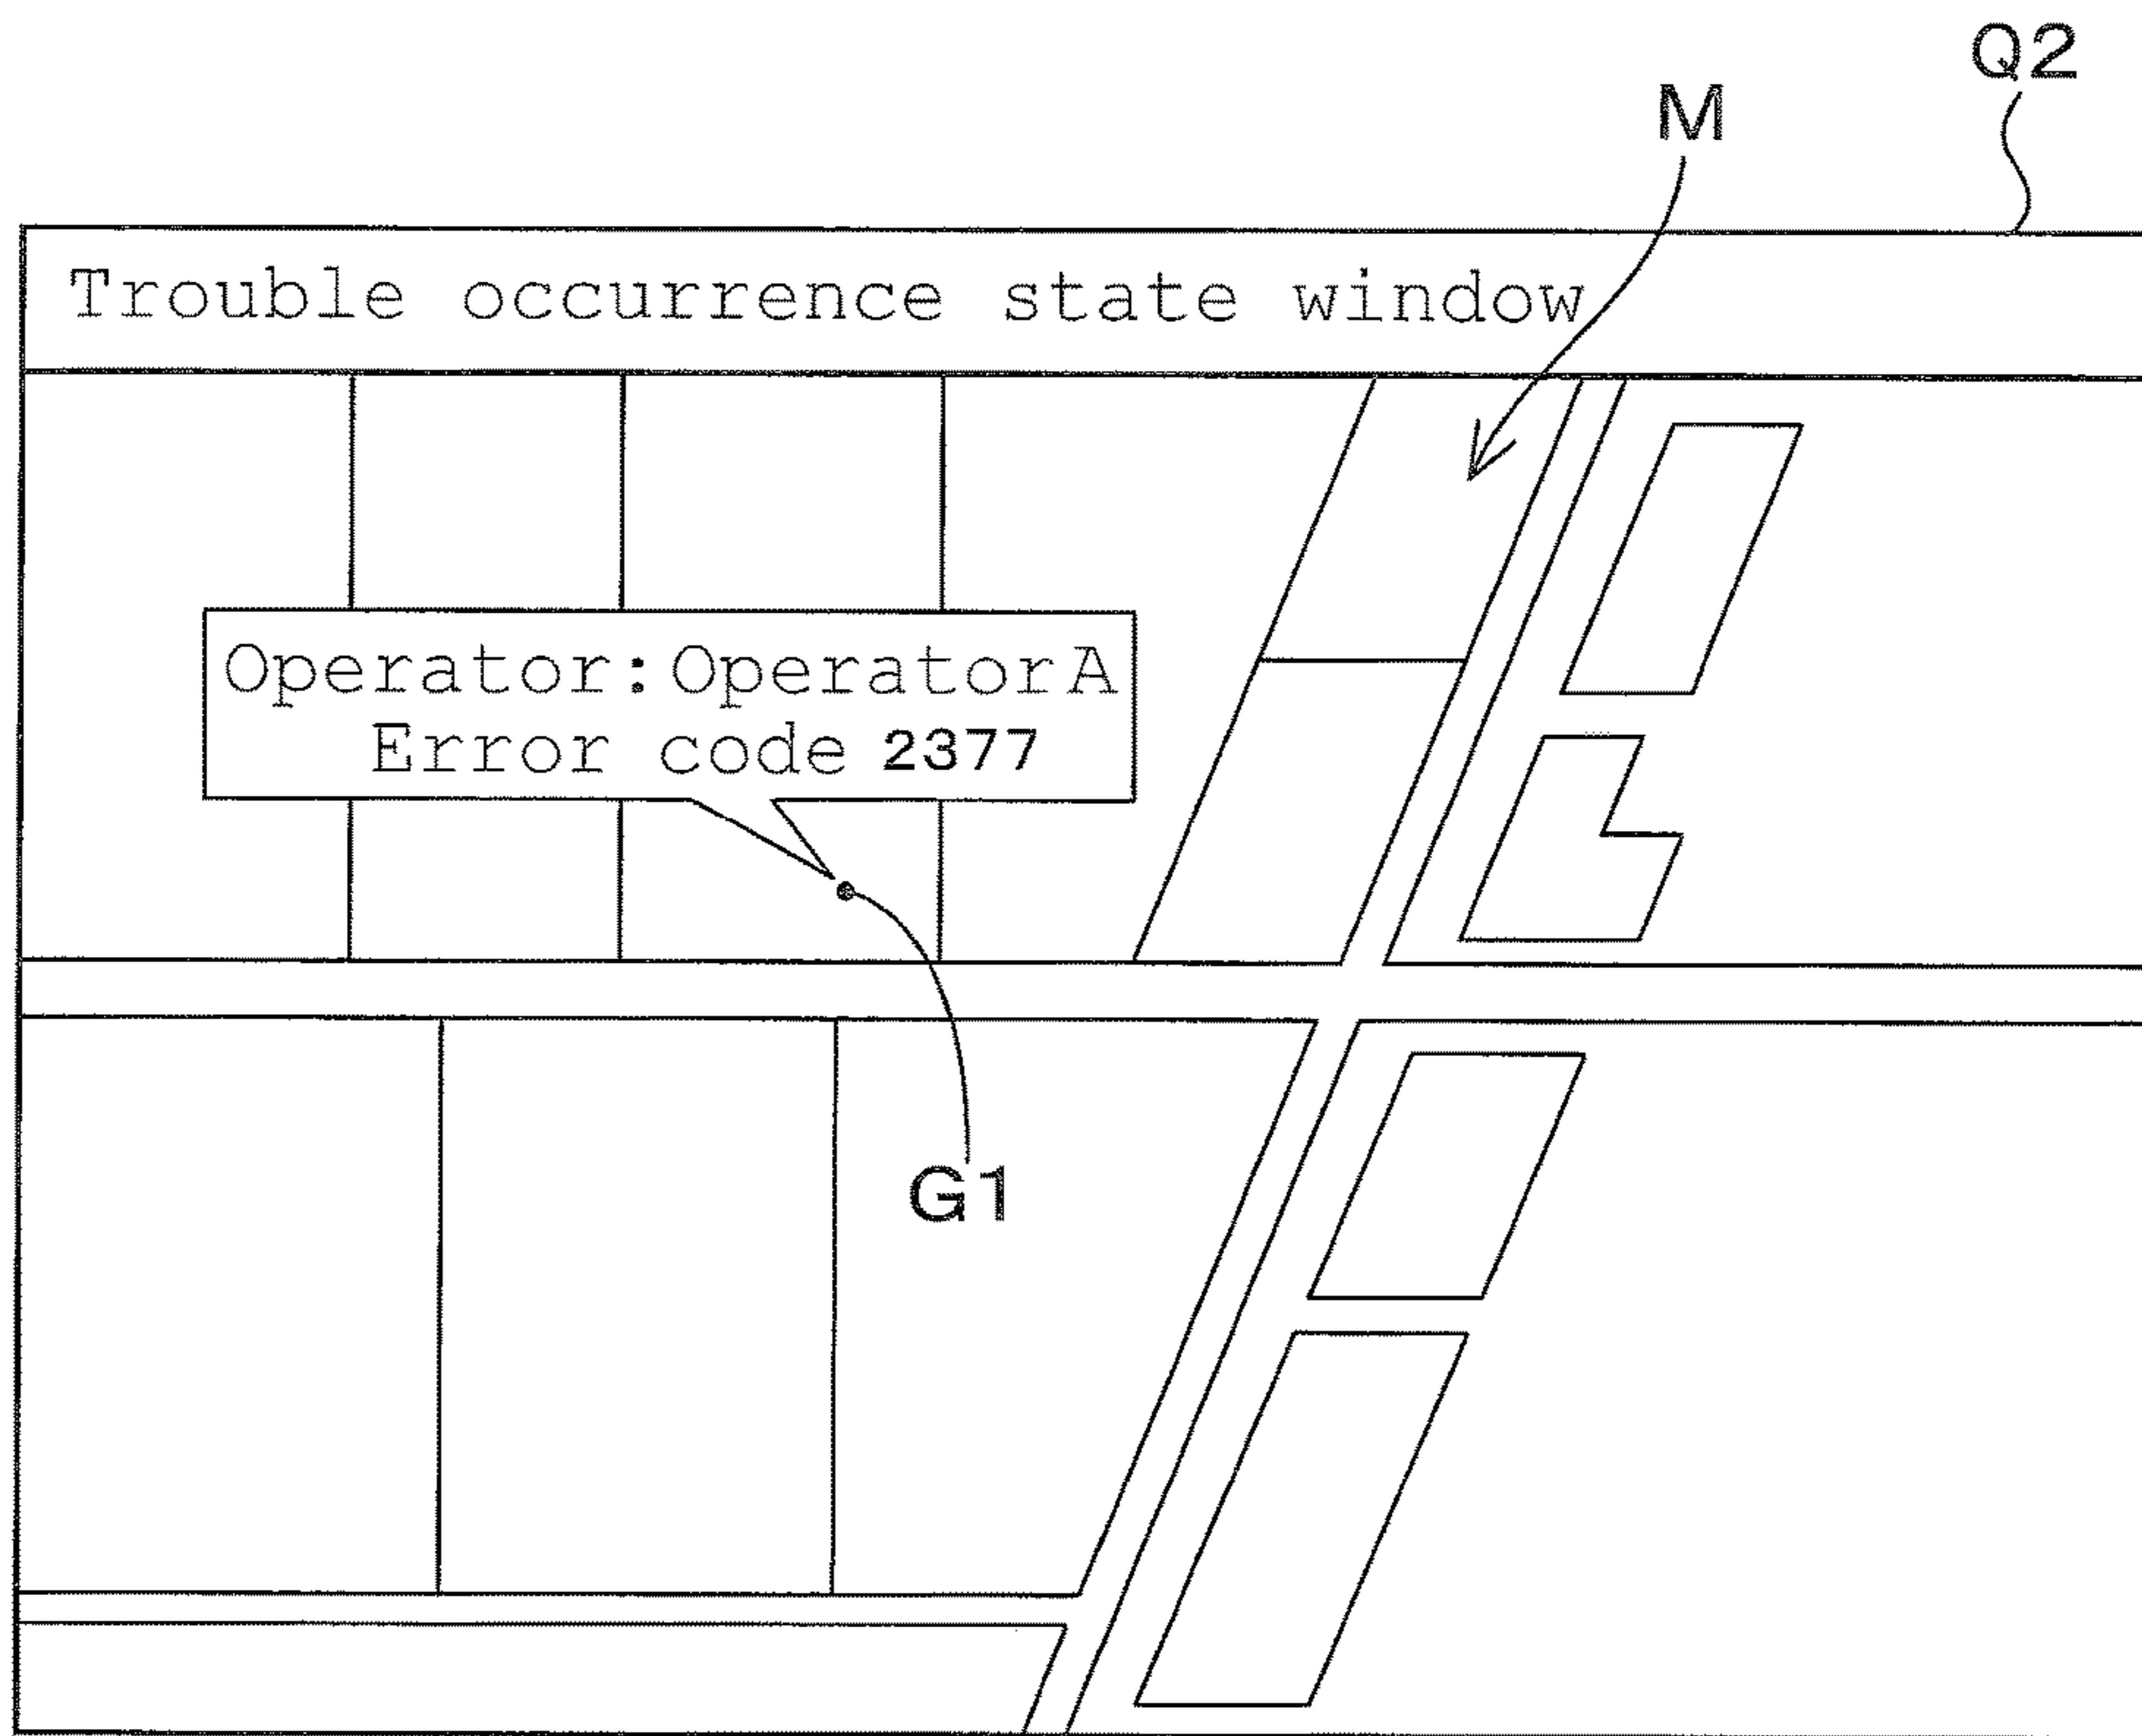 Q2
M
Trouble occurrence state window
Operator:OperatorA
Error code 2377
G1